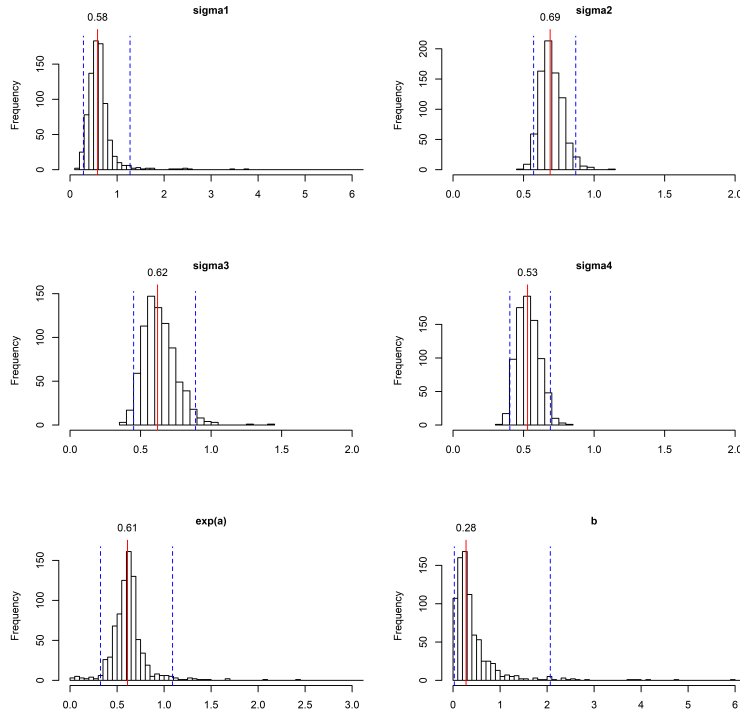 sigma1
0.58
Frequency
0 50 100 150
0 1 2 3 4 5 6
sigma2
0.69
Frequency
0 50 100 150 200
0.0 0.5 1.0 1.5 2.0
sigma3
0.62
Frequency
0 50 100 150
0.0 0.5 1.0 1.5 2.0
sigma4
0.53
Frequency
0 50 100 150
0.0 0.5 1.0 1.5 2.0
exp(a)
0.61
Frequency
0 50 100 150
0.0 0.5 1.0 1.5 2.0 2.5 3.0
b
0.28
Frequency
0 50 100 150
0 1 2 3 4 5 6